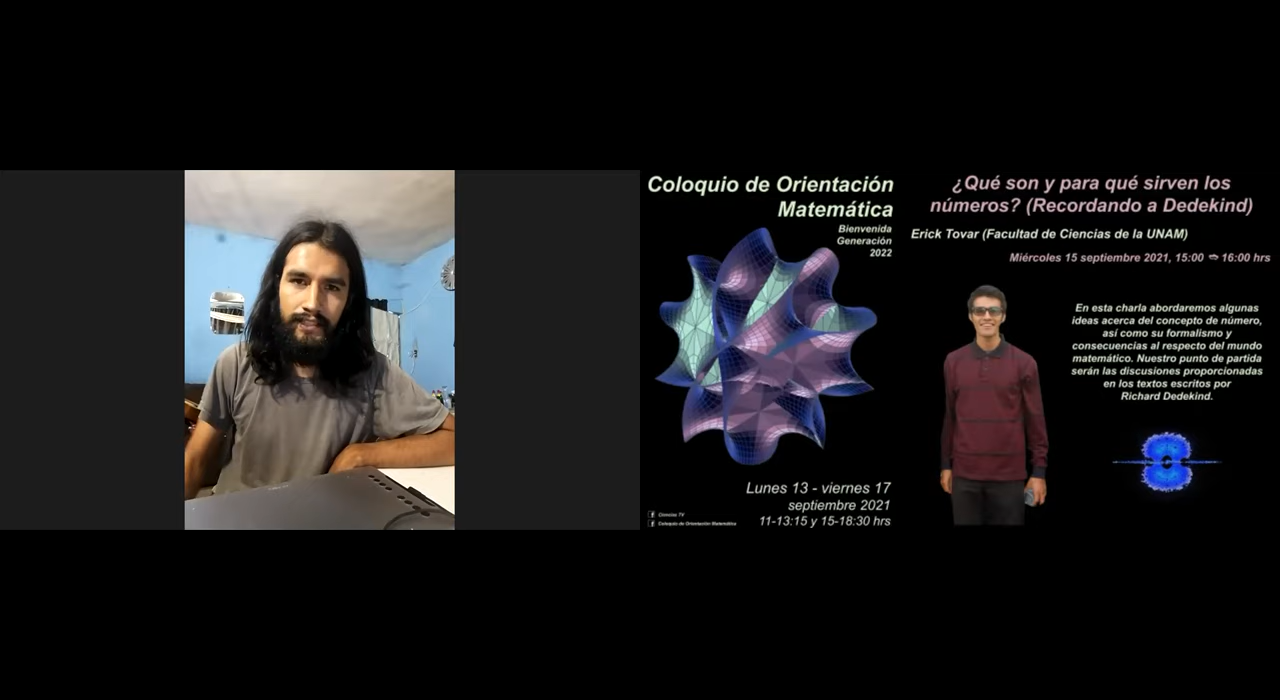 Coloquio de Orientación
Matemática
Bienvenida
Generación
2022
Lunes 13 - viernes 17
septiembre 2021
11-13:15 y 15-18:30 hrs
Ciencias TV
Coloquio de Orientación Matemática
¿Qué son y para qué sirven los
números? (Recordando a Dedekind)
Erick Tovar (Facultad de Ciencias de la UNAM)
Miércoles 15 septiembre 2021, 15:00 ⇨ 16:00 hrs
En esta charla abordaremos algunas
ideas acerca del concepto de número,
así como su formalismo y
consecuencias al respecto del mundo
matemático. Nuestro punto de partida
serán las discusiones proporcionadas
en los textos escritos por
Richard Dedekind.